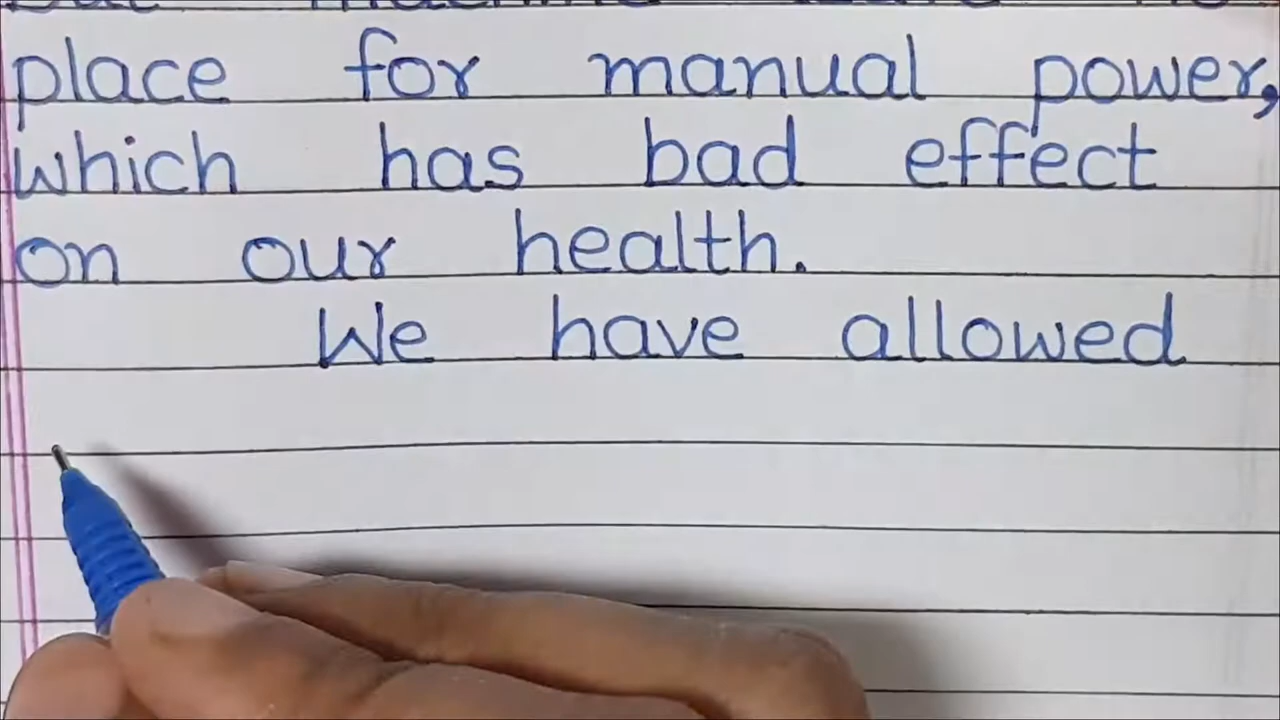 place for manual power,
which has bad effect
on our health.
We have allowed